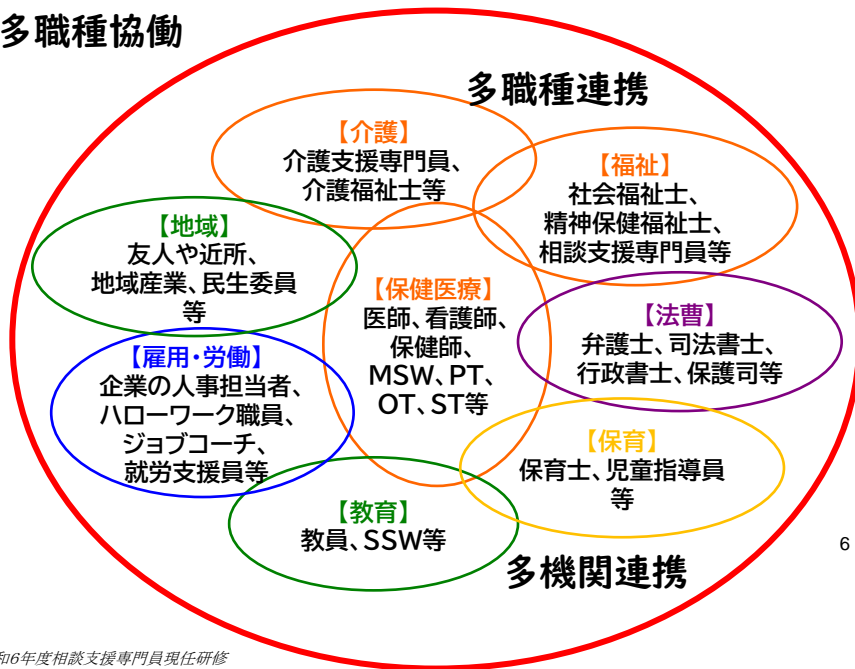 多職種協働
多職種連携
【介護】
介護支援専門員、
介護福祉士等
【福祉】
社会福祉士、
精神保健福祉士、
相談支援専門員等
【地域】
友人や近所、
地域産業、民生委員
等
【保健医療】
医師、看護師、
保健師、
MSW、PT、
OT、ST等
【法曹】
弁護士、司法書士、
行政書士、保護司等
【雇用・労働】
企業の人事担当者、
ハローワーク職員、
ジョブコーチ、
就労支援員等
【保育】
保育士、児童指導員
等
【教育】
教員、SSW等
多機関連携
6
和6年度相談支援専門員現任研修